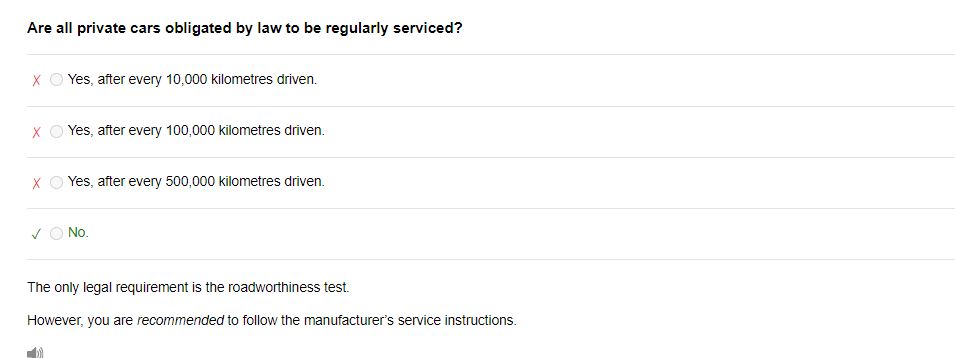 Are all private cars obligated by law to be regularly serviced?
X Yes, after every 10,000 kilometres driven.
X Yes, after every 100,000 kilometres driven.
X Yes, after every 500,000 kilometres driven.
✓ No.
The only legal requirement is the roadworthiness test.
However, you are recommended to follow the manufacturer's service instructions.